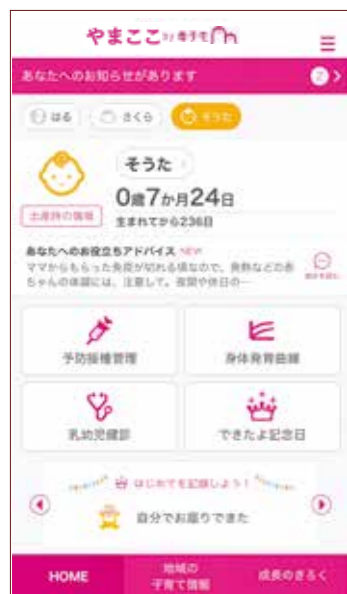 やまここ by 母子モ
あなたへのお知らせがあります 2
はる さくら そうた
そうた
0歳7か月24日
出産時の情報 生まれてから236日
あなたへのお役立ちアドバイス NEW
ママからもらった免疫が切れる頃なので、発熱などの赤
ちゃんの体調には、注意して。夜間や休日の…
予防接種管理 身体発育曲線
乳幼児健診 できたよ記念日
はじめてを記録しよう！
自分でお座りできた
HOME 地域の
子育て情報 成長のきろく